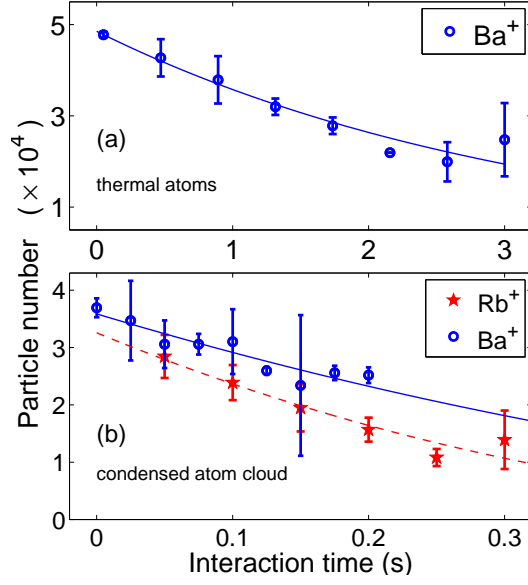 5
3
1
(a)
thermal atoms
Ba⁺
0 1 2 3
Particle number (× 10⁴)
4
3
2
1
0
Rb⁺
Ba⁺
(b)
condensed atom cloud
0 0.1 0.2 0.3
Interaction time (s)